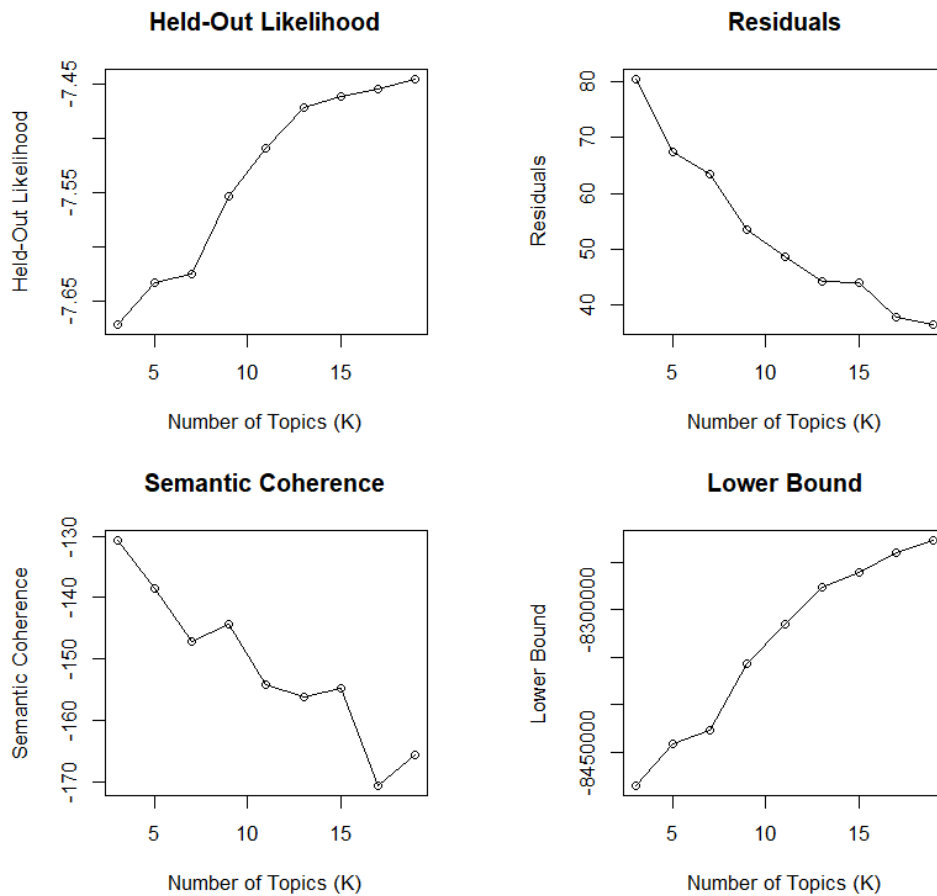 Held-Out Likelihood
Held-Out Likelihood
-7.45
-7.55
-7.65
5 10 15
Number of Topics (K)
Residuals
Residuals
80
70
60
50
40
5 10 15
Number of Topics (K)
Semantic Coherence
Semantic Coherence
-130
-140
-150
-160
-170
5 10 15
Number of Topics (K)
Lower Bound
Lower Bound
-8300000
-8450000
5 10 15
Number of Topics (K)